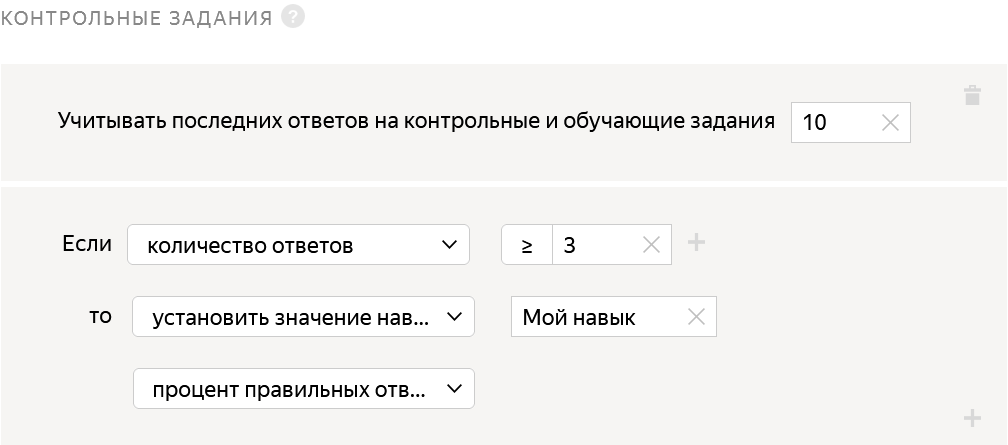 КОНТРОЛЬНЫЕ ЗАДАНИЯ ?
Учитывать последних ответов на контрольные и обучающие задания 10
Если количество ответов ≥ 3
то установить значение нав... Мой навык
процент правильных отв...